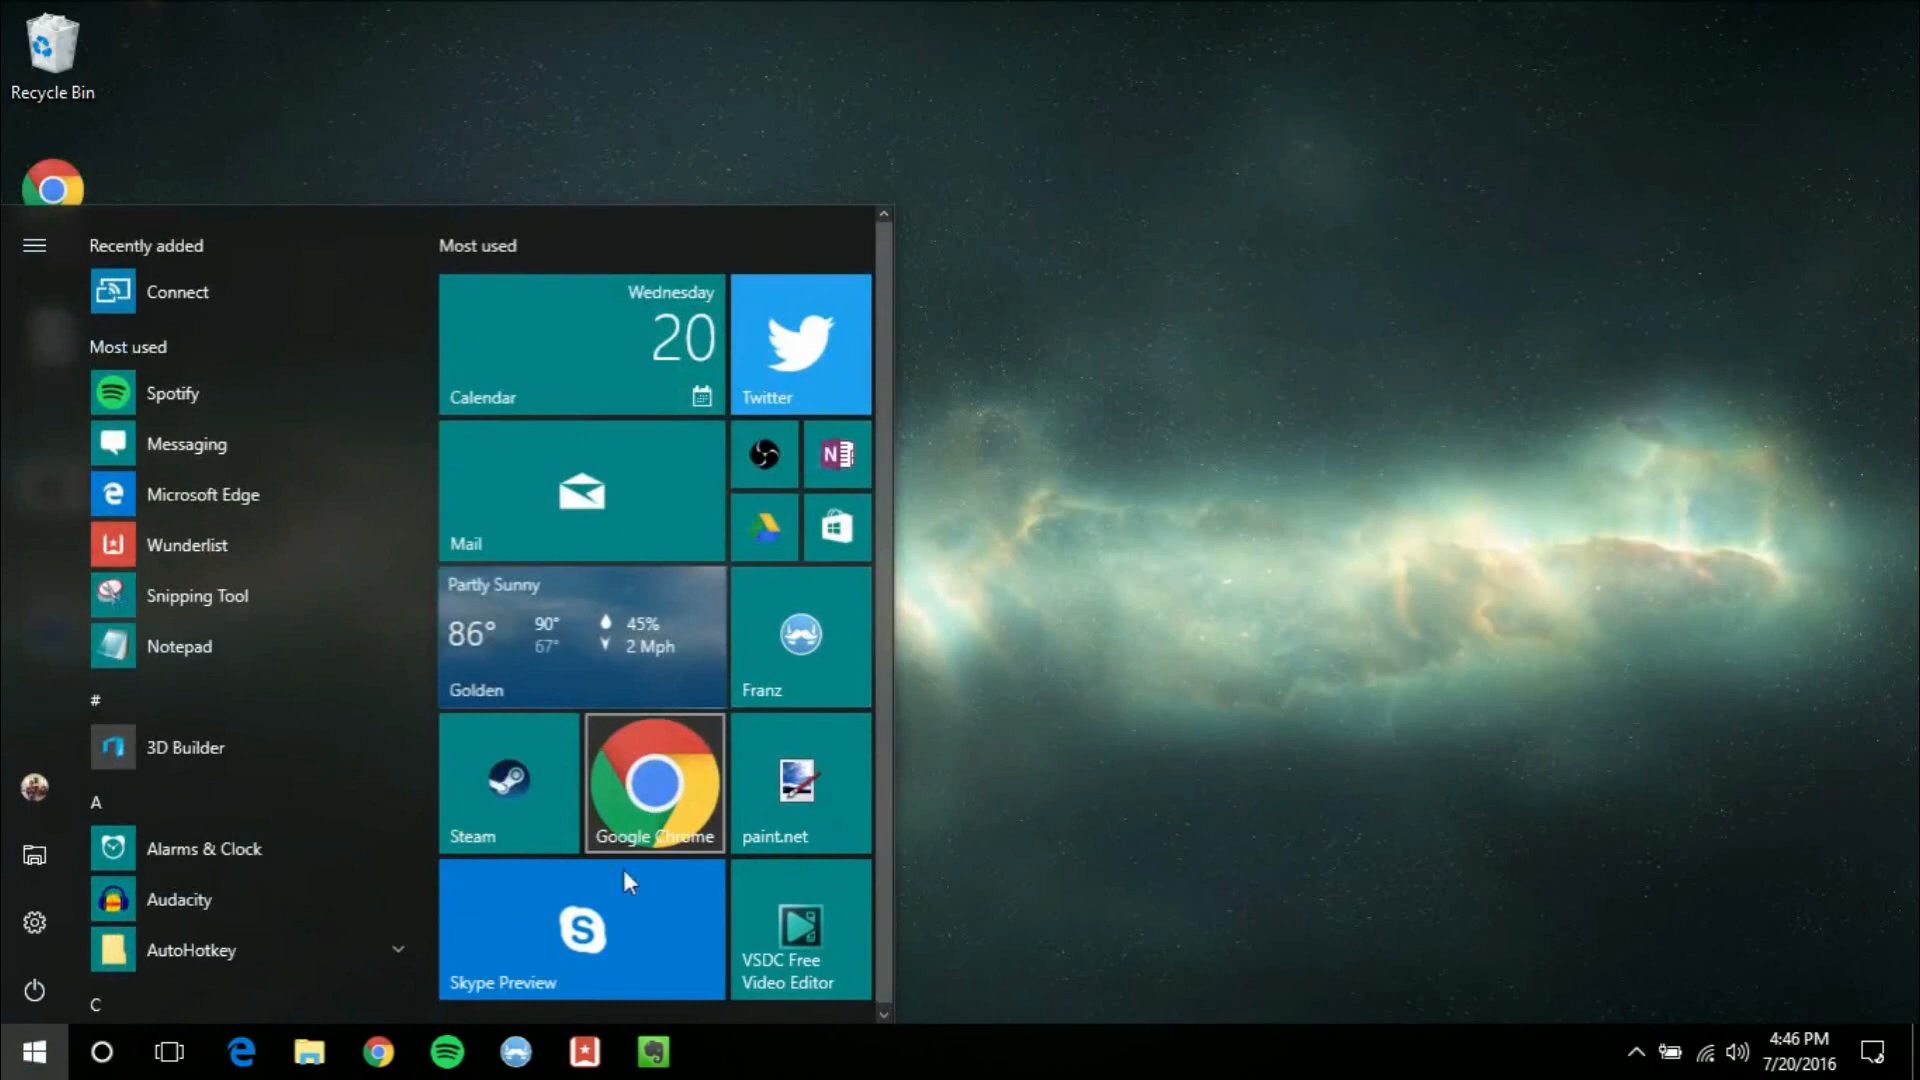 Recycle Bin
Recently added
Connect
Most used
Spotify
Messaging
Microsoft Edge
Wunderlist
Snipping Tool
Notepad
#
3D Builder
A
Alarms & Clock
Audacity
AutoHotkey
C
Most used
Wednesday
20
Calendar
Twitter
Mail
N
Partly Sunny
86° 90° 45%
67° 2 Mph
Golden
Franz
Steam
Google Chrome
paint.net
S
Skype Preview
VSDC Free
Video Editor
4:46 PM
7/20/2016